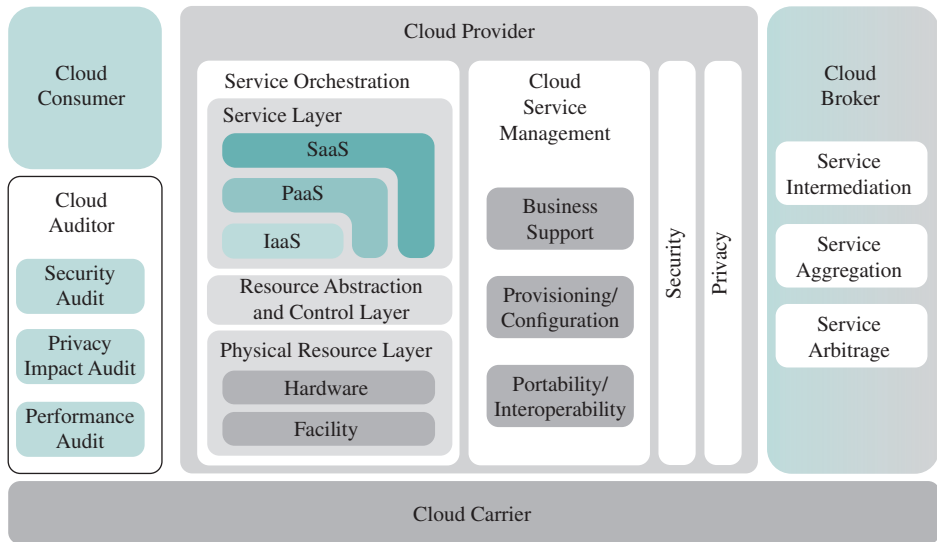 Cloud
Consumer
Cloud
Auditor
Security
Audit
Privacy
Impact Audit
Performance
Audit
Cloud Provider
Service Orchestration
Service Layer
SaaS
PaaS
IaaS
Resource Abstraction
and Control Layer
Physical Resource Layer
Hardware
Facility
Cloud
Service
Management
Business
Support
Provisioning/
Configuration
Portability/
Interoperability
Security
Privacy
Cloud
Broker
Service
Intermediation
Service
Aggregation
Service
Arbitrage
Cloud Carrier